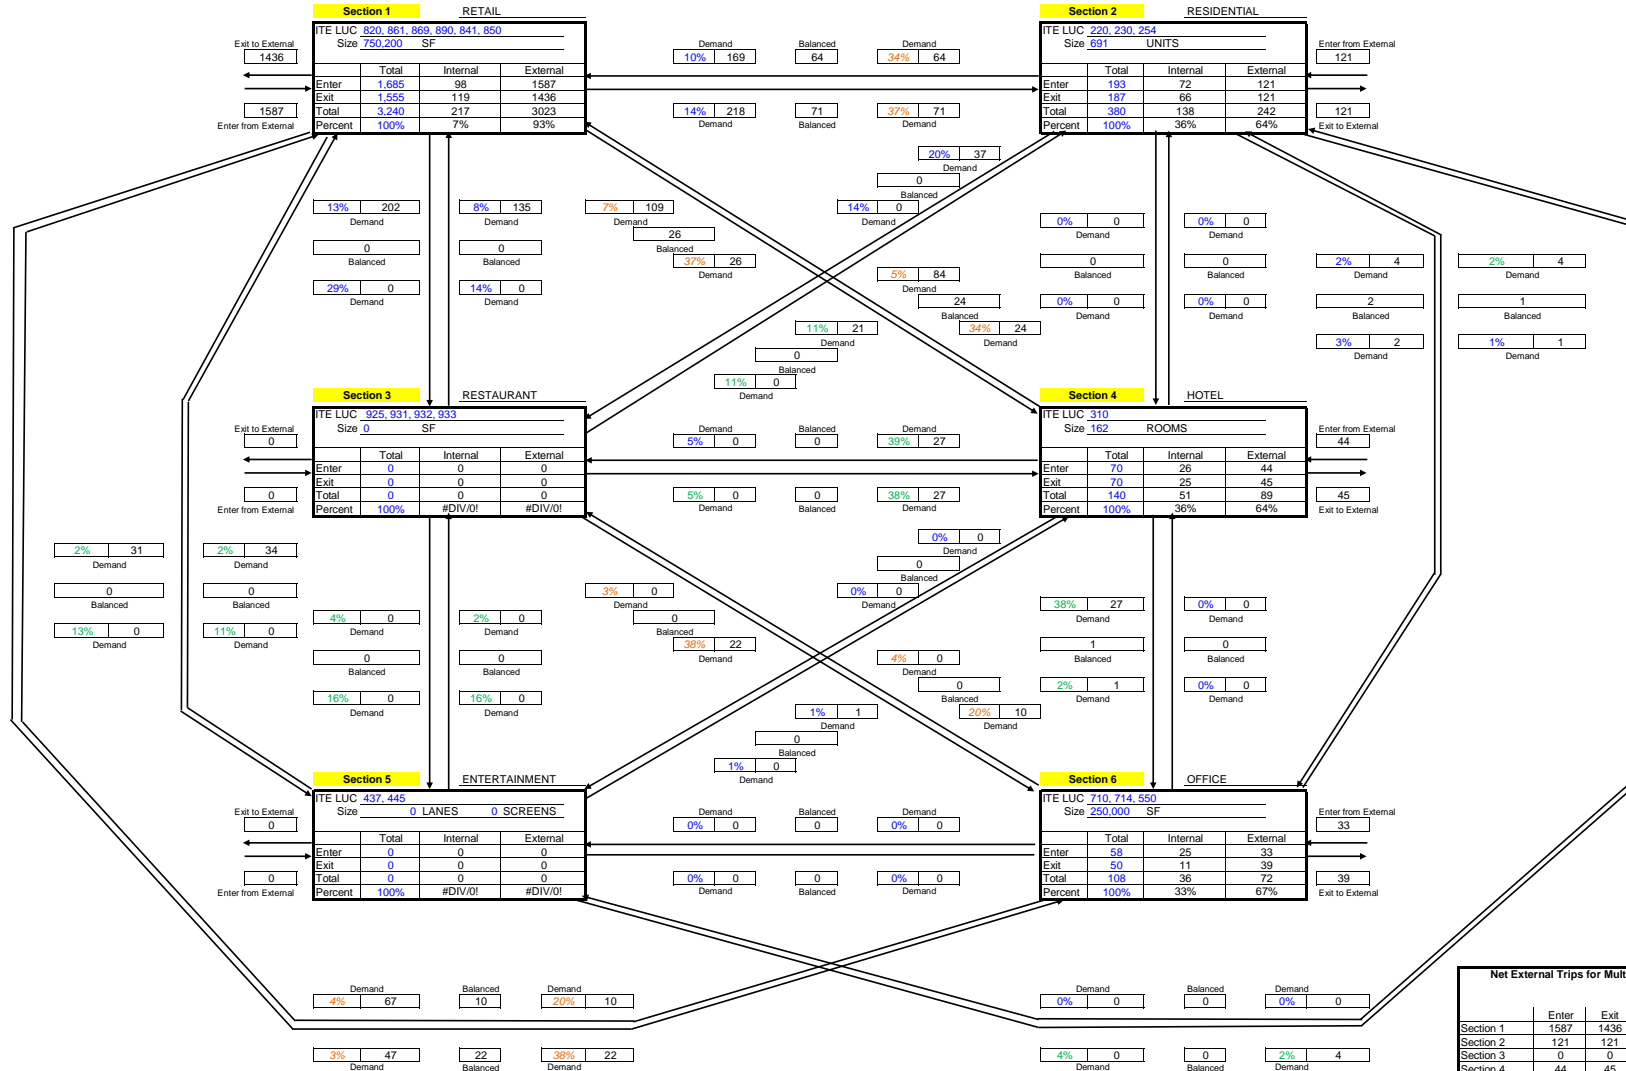 Section 1 RETAIL
ITE LUC 820, 861, 869, 890, 841, 850
Size 750,200 SF
Total Internal External
Enter 1,685 98 1587
Exit 1,555 119 1436
Total 3,240 217 3023
Percent 100% 7% 93%
Exit to External
1436
1587
Enter from External
Demand Balanced Demand
10% 169 64 34% 64
14% 218 71 37% 71
Demand Balanced Demand
Section 2 RESIDENTIAL
ITE LUC 220, 230, 254
Size 691 UNITS
Total Internal External
Enter 193 72 121
Exit 187 66 121
Total 380 138 242
Percent 100% 36% 64%
Enter from External
121
121
Exit to External
20% 37
Demand
0
Balanced
14% 0
Demand
13% 202
Demand
0
Balanced
29% 0
Demand
8% 135
Demand
0
Balanced
14% 0
Demand
7% 109
Demand
26
Balanced
37% 26
Demand
5% 84
Demand
24
Balanced
34% 24
Demand
11% 21
Demand
0
Balanced
11% 0
Demand
0% 0
Demand
0
Balanced
0% 0
Demand
0% 0
Demand
0
Balanced
0% 0
Demand
2% 4
Demand
2
Balanced
3% 2
Demand
2% 4
Demand
1
Balanced
1% 1
Demand
Section 3 RESTAURANT
ITE LUC 925, 931, 932, 933
Size 0 SF
Total Internal External
Enter 0 0 0
Exit 0 0 0
Total 0 0 0
Percent 100% #DIV/0! #DIV/0!
Exit to External
0
0
Enter from External
Demand Balanced Demand
5% 0 0 39% 27
5% 0 0 38% 27
Demand Balanced Demand
Section 4 HOTEL
ITE LUC 310
Size 162 ROOMS
Total Internal External
Enter 70 26 44
Exit 70 25 45
Total 140 51 89
Percent 100% 36% 64%
Enter from External
44
45
Exit to External
2% 31
Demand
0
Balanced
13% 0
Demand
2% 34
Demand
0
Balanced
11% 0
Demand
4% 0
Demand
0
Balanced
16% 0
Demand
2% 0
Demand
0
Balanced
16% 0
Demand
3% 0
Demand
0
Balanced
38% 22
Demand
0% 0
Demand
0
Balanced
0% 0
Demand
4% 0
Demand
0
Balanced
20% 10
Demand
1% 1
Demand
0
Balanced
1% 0
Demand
38% 27
Demand
1
Balanced
2% 1
Demand
0% 0
Demand
0
Balanced
0% 0
Demand
Section 5 ENTERTAINMENT
ITE LUC 437, 445
Size 0 LANES 0 SCREENS
Total Internal External
Enter 0 0 0
Exit 0 0 0
Total 0 0 0
Percent 100% #DIV/0! #DIV/0!
Exit to External
0
0
Enter from External
Demand Balanced Demand
0% 0 0 0% 0
0% 0 0 0% 0
Demand Balanced Demand
Section 6 OFFICE
ITE LUC 710, 714, 550
Size 250,000 SF
Total Internal External
Enter 58 25 33
Exit 50 11 39
Total 108 36 72
Percent 100% 33% 67%
Enter from External
33
39
Exit to External
Demand Balanced Demand
4% 67 10 20% 10
3% 47 22 38% 22
Demand Balanced Demand
Demand Balanced Demand
0% 0 0 0% 0
4% 0 0 2% 4
Demand Balanced Demand
Net External Trips for Mult
Enter Exit
Section 1 1587 1436
Section 2 121 121
Section 3 0 0
Section 4 44 45